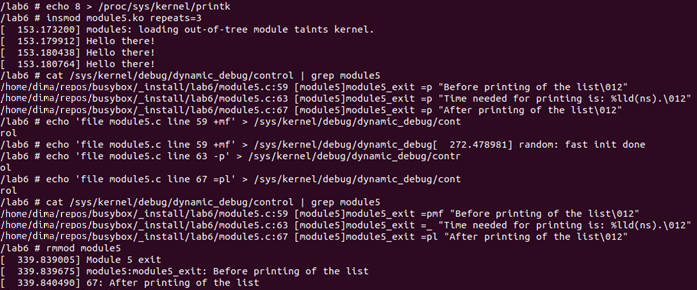 /lab6 # echo 8 > /proc/sys/kernel/printk
/lab6 # insmod module5.ko repeats=3
[  153.173200] module5: loading out-of-tree module taints kernel.
[  153.179912] Hello there!
[  153.180438] Hello there!
[  153.180764] Hello there!
/lab6 # cat /sys/kernel/debug/dynamic_debug/control | grep module5
/home/dima/repos/busybox/_install/lab6/module5.c:59 [module5]module5_exit =p "Before printing of the list\012"
/home/dima/repos/busybox/_install/lab6/module5.c:63 [module5]module5_exit =p "Time needed for printing is: %lld(ns).\012"
/home/dima/repos/busybox/_install/lab6/module5.c:67 [module5]module5_exit =p "After printing of the list\012"
/lab6 # echo 'file module5.c line 59 +mf' > /sys/kernel/debug/dynamic_debug/cont
rol
/lab6 # echo 'file module5.c line 59 +mf' > /sys/kernel/debug/dynamic_debug[  272.478981] random: fast init done
/lab6 # echo 'file module5.c line 63 -p' > /sys/kernel/debug/dynamic_debug/contr
ol
/lab6 # echo 'file module5.c line 67 =pl' > /sys/kernel/debug/dynamic_debug/cont
rol
/lab6 # cat /sys/kernel/debug/dynamic_debug/control | grep module5
/home/dima/repos/busybox/_install/lab6/module5.c:59 [module5]module5_exit =pmf "Before printing of the list\012"
/home/dima/repos/busybox/_install/lab6/module5.c:63 [module5]module5_exit =_ "Time needed for printing is: %lld(ns).\012"
/home/dima/repos/busybox/_install/lab6/module5.c:67 [module5]module5_exit =pl "After printing of the list\012"
/lab6 # rmmod module5
[  339.839005] Module 5 exit
[  339.839675] module5:module5_exit: Before printing of the list
[  339.840490] 67: After printing of the list